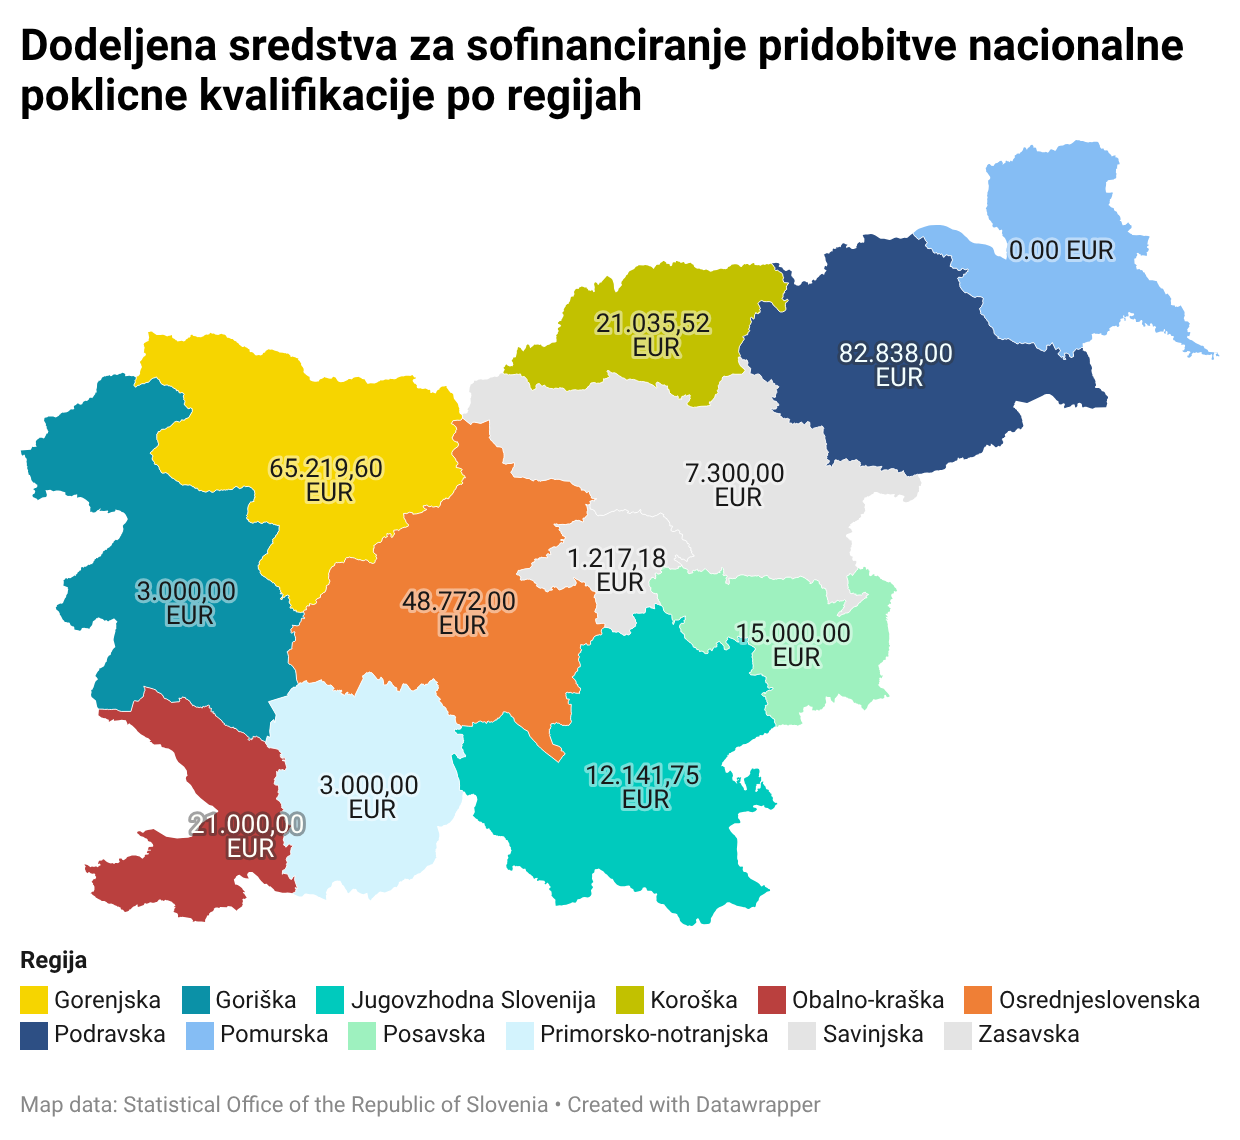 Dodeljena sredstva za sofinanciranje pridobitve nacionalne
poklicne kvalifikacije po regijah
0.00 EUR
21.035,52
EUR
82.838,00
EUR
65.219,60
EUR
7.300,00
EUR
1.217,18
EUR
3.000,00
EUR
48.772,00
EUR
15.000.00
EUR
12.141,75
EUR
3.000,00
EUR
21.000,00
EUR
Regija
Gorenjska Goriška Jugovzhodna Slovenija Koroška Obalno-kraška Osrednjeslovenska
Podravska Pomurska Posavska Primorsko-notranjska Savinjska Zasavska
Map data: Statistical Office of the Republic of Slovenia • Created with Datawrapper